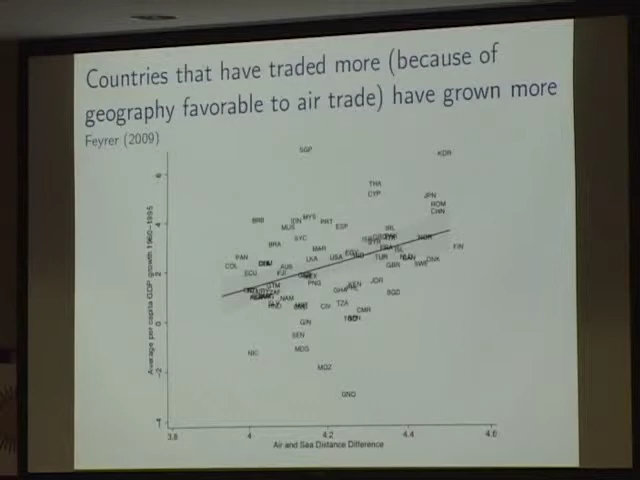 Countries that have traded more (because of
geography favorable to air trade) have grown more
Feyrer (2009)
SGP
KOR
THA
CYP
JPN
ROM
CHN
BRB
MYS
PRT
MUS
ESP
SYC
BRA
MAR
FIN
PAN
LKA
USA
TUR
DNK
COL
AUS
GBR
ECU
FJI
JOR
PNG
BGD
NAM
TZA
CIV
CMR
GIN
SEN
NIC
MDG
MOZ
GNQ
6
4
2
0
-2
-4
3.8
4
4.2
4.4
4.6
Average per capita GDP growth 1960-1995
Air and Sea Distance Difference